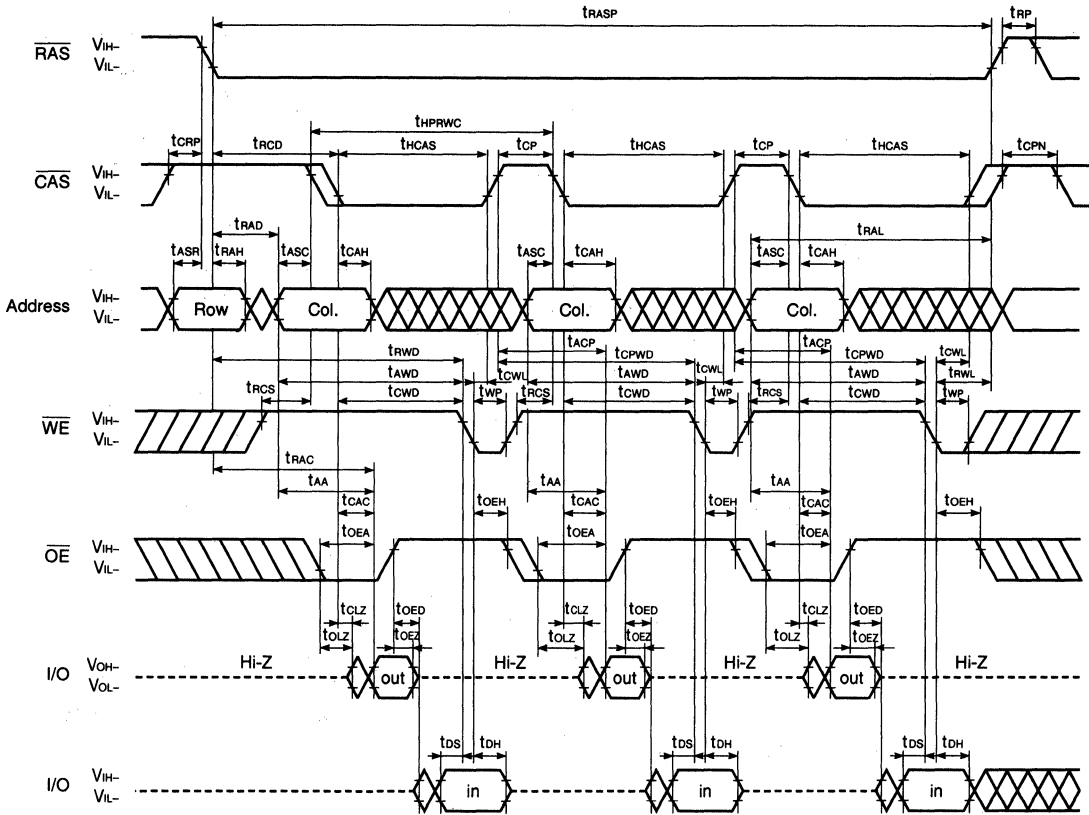 tRASP tRP
RAS VIH– VIL–
tHPRWC
tCRP tRCD tHCAS tCP tHCAS tCP tHCAS tCPN
CAS VIH– VIL–
tRAD tRAL
tASR tRAH tASC tCAH tASC tCAH tASC tCAH
Address VIH– VIL– Row Col. Col. Col.
tACP tACP
tRWD tCPWD tCPWD tCWL
tAWD tCWL tAWD tCWL tAWD tRWL
tRCS tCWD tWP tRCS tCWD tWP tRCS tCWD tWP
WE VIH– VIL–
tRAC
tAA tAA tAA
tCAC tOEH tCAC tOEH tCAC tOEH
tOEA tOEA tOEA
OE VIH– VIL–
tCLZ tOED tCLZ tOED tCLZ tOED
tOLZ tOEZ tOLZ tOEZ tOLZ tOEZ
I/O VOH– VOL– Hi-Z out Hi-Z out Hi-Z out Hi-Z
tDS tDH tDS tDH tDS tDH
I/O VIH– VIL– in in in